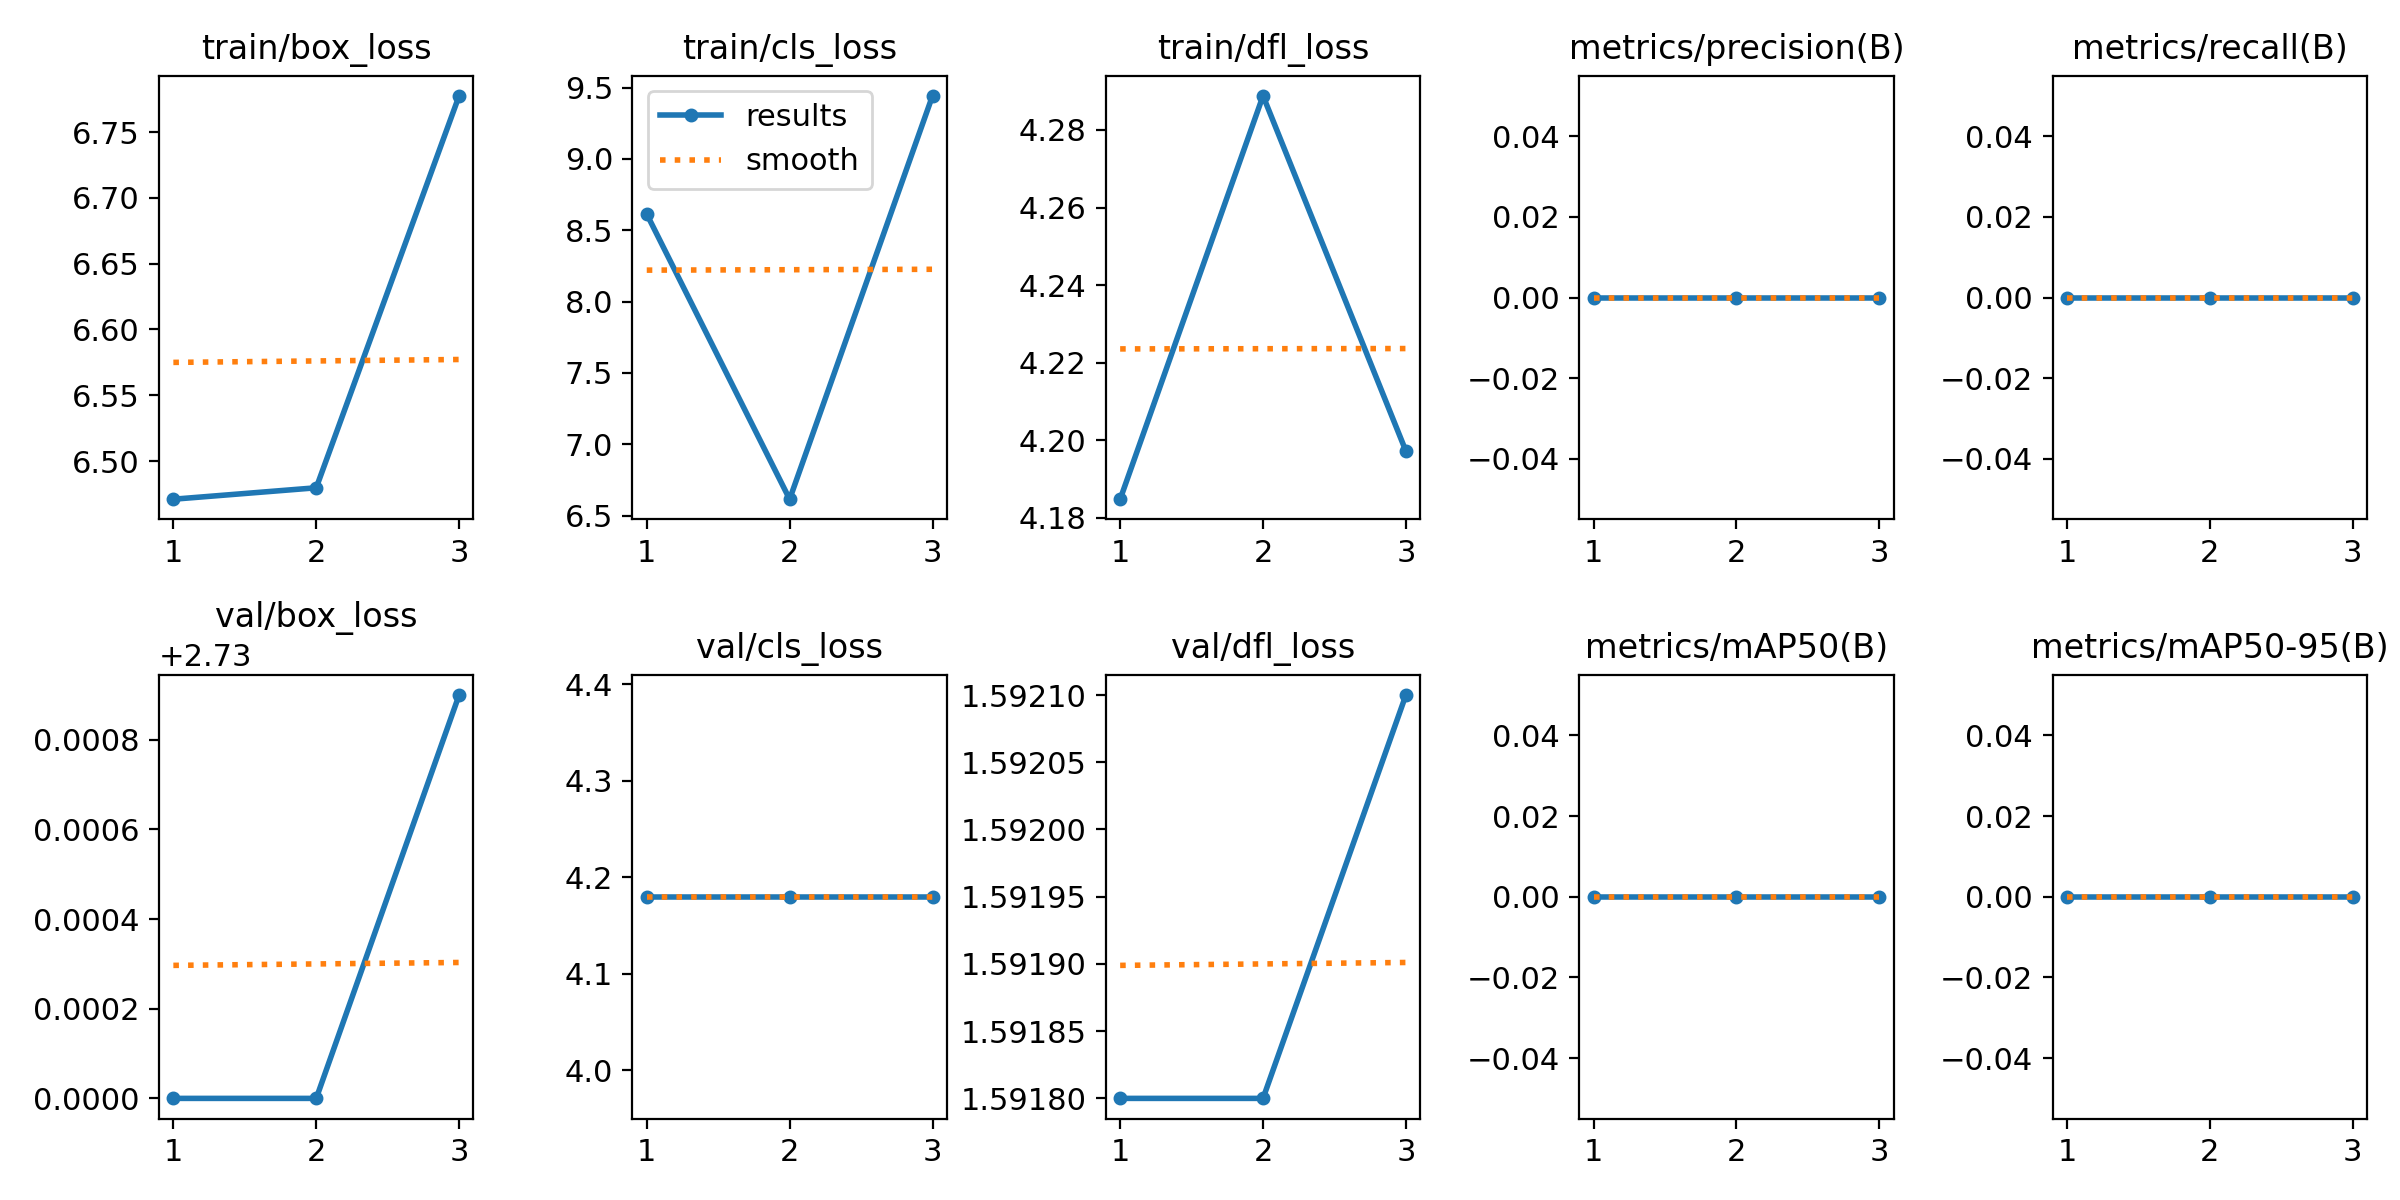 train/box_loss
6.75
6.70
6.65
6.60
6.55
6.50
1 2 3
train/cls_loss
9.5
9.0
8.5
8.0
7.5
7.0
6.5
results
smooth
1 2 3
train/dfl_loss
4.28
4.26
4.24
4.22
4.20
4.18
1 2 3
metrics/precision(B)
0.04
0.02
0.00
−0.02
−0.04
1 2 3
metrics/recall(B)
0.04
0.02
0.00
−0.02
−0.04
1 2 3
val/box_loss
+2.73
0.0008
0.0006
0.0004
0.0002
0.0000
1 2 3
val/cls_loss
4.4
4.3
4.2
4.1
4.0
1 2 3
val/dfl_loss
1.59210
1.59205
1.59200
1.59195
1.59190
1.59185
1.59180
1 2 3
metrics/mAP50(B)
0.04
0.02
0.00
−0.02
−0.04
1 2 3
metrics/mAP50-95(B)
0.04
0.02
0.00
−0.02
−0.04
1 2 3